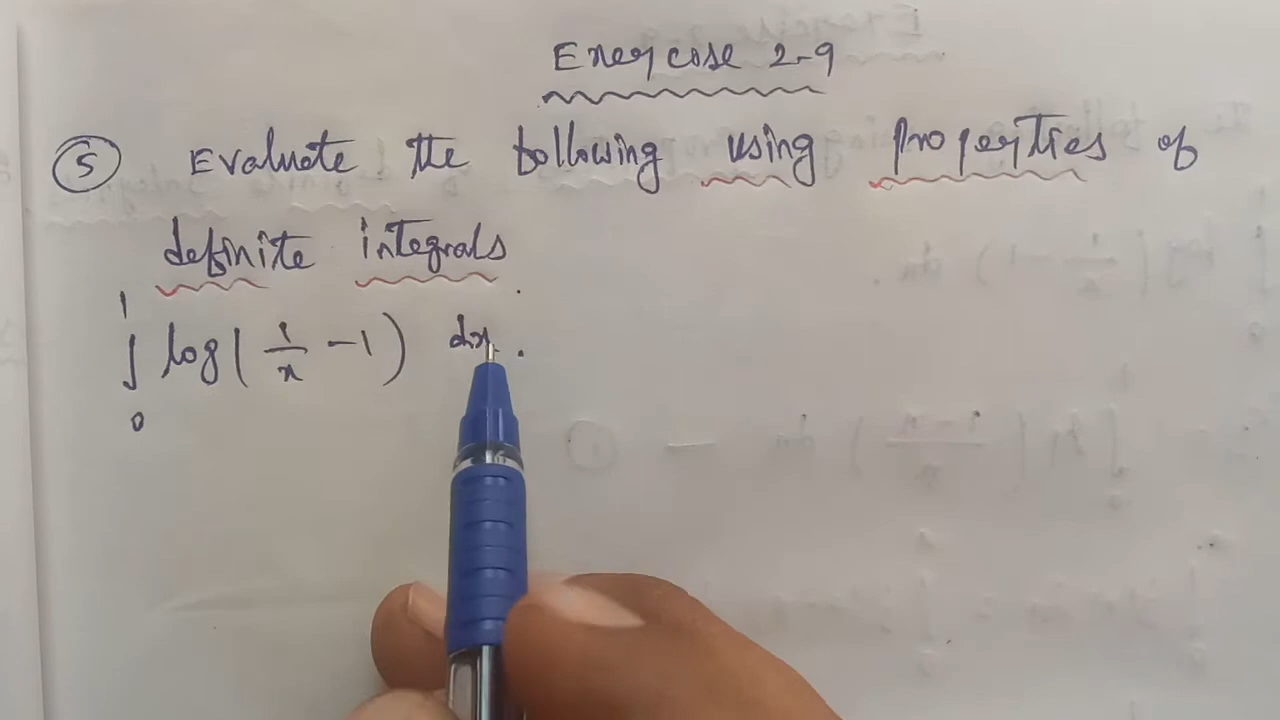 Exercise 2.9
⑤ Evaluate the following using properties of
definite integrals.
∫₀¹ log(1/x - 1) dx.